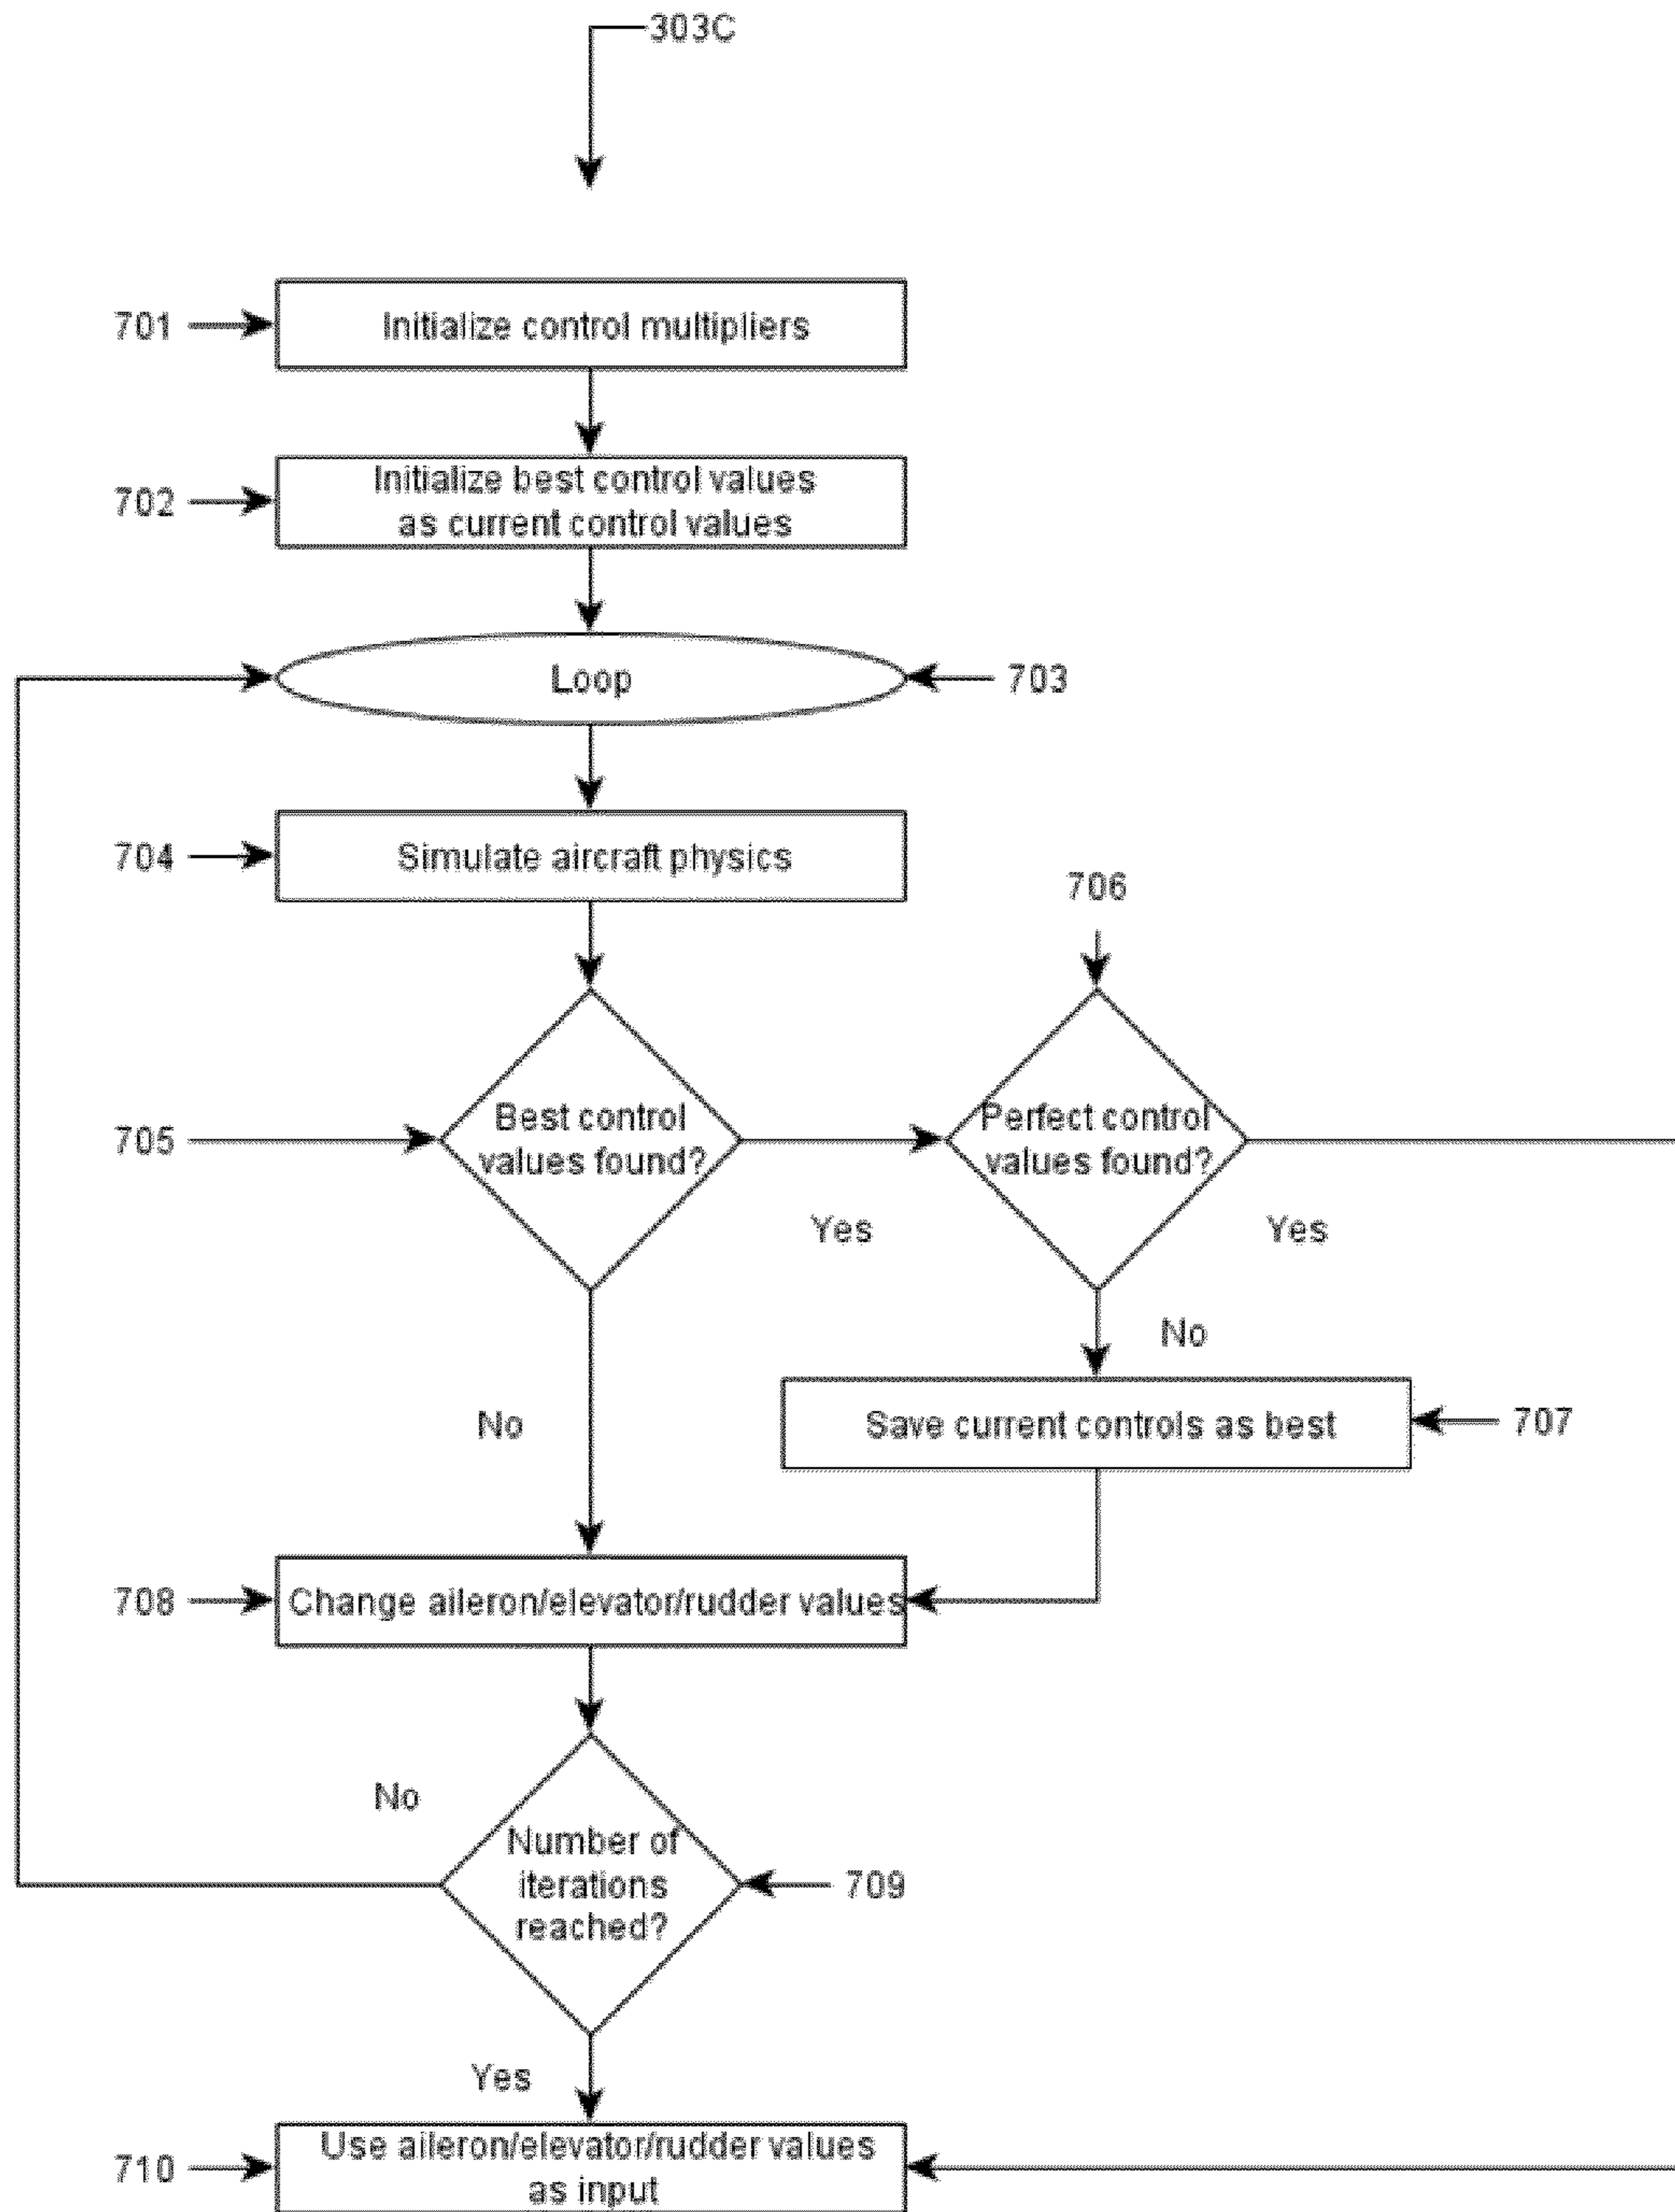 303C
701
Initialize control multipliers
702
Initialize best control values
as current control values
Loop
703
704
Simulate aircraft physics
706
705
Best control
values found?
Perfect control
values found?
Yes
Yes
No
No
Save current controls as best
707
708
Change aileron/elevator/rudder values
No
Number of
iterations
reached?
709
Yes
710
Use aileron/elevator/rudder values
as input